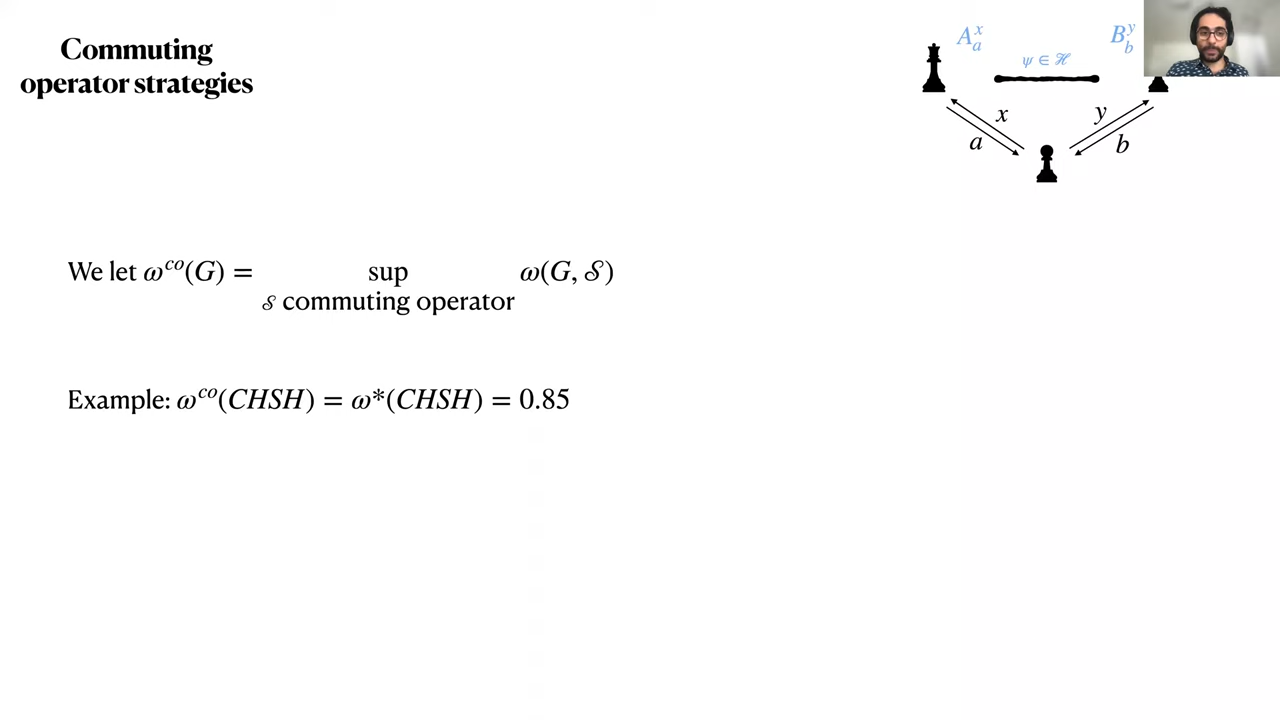 Commuting
operator strategies
A_a^x
B_b^y
ψ ∈ ℋ
x
y
a
b
We let ω^{co}(G) = sup ω(G, 𝒮)
𝒮 commuting operator
Example: ω^{co}(CHSH) = ω*(CHSH) = 0.85